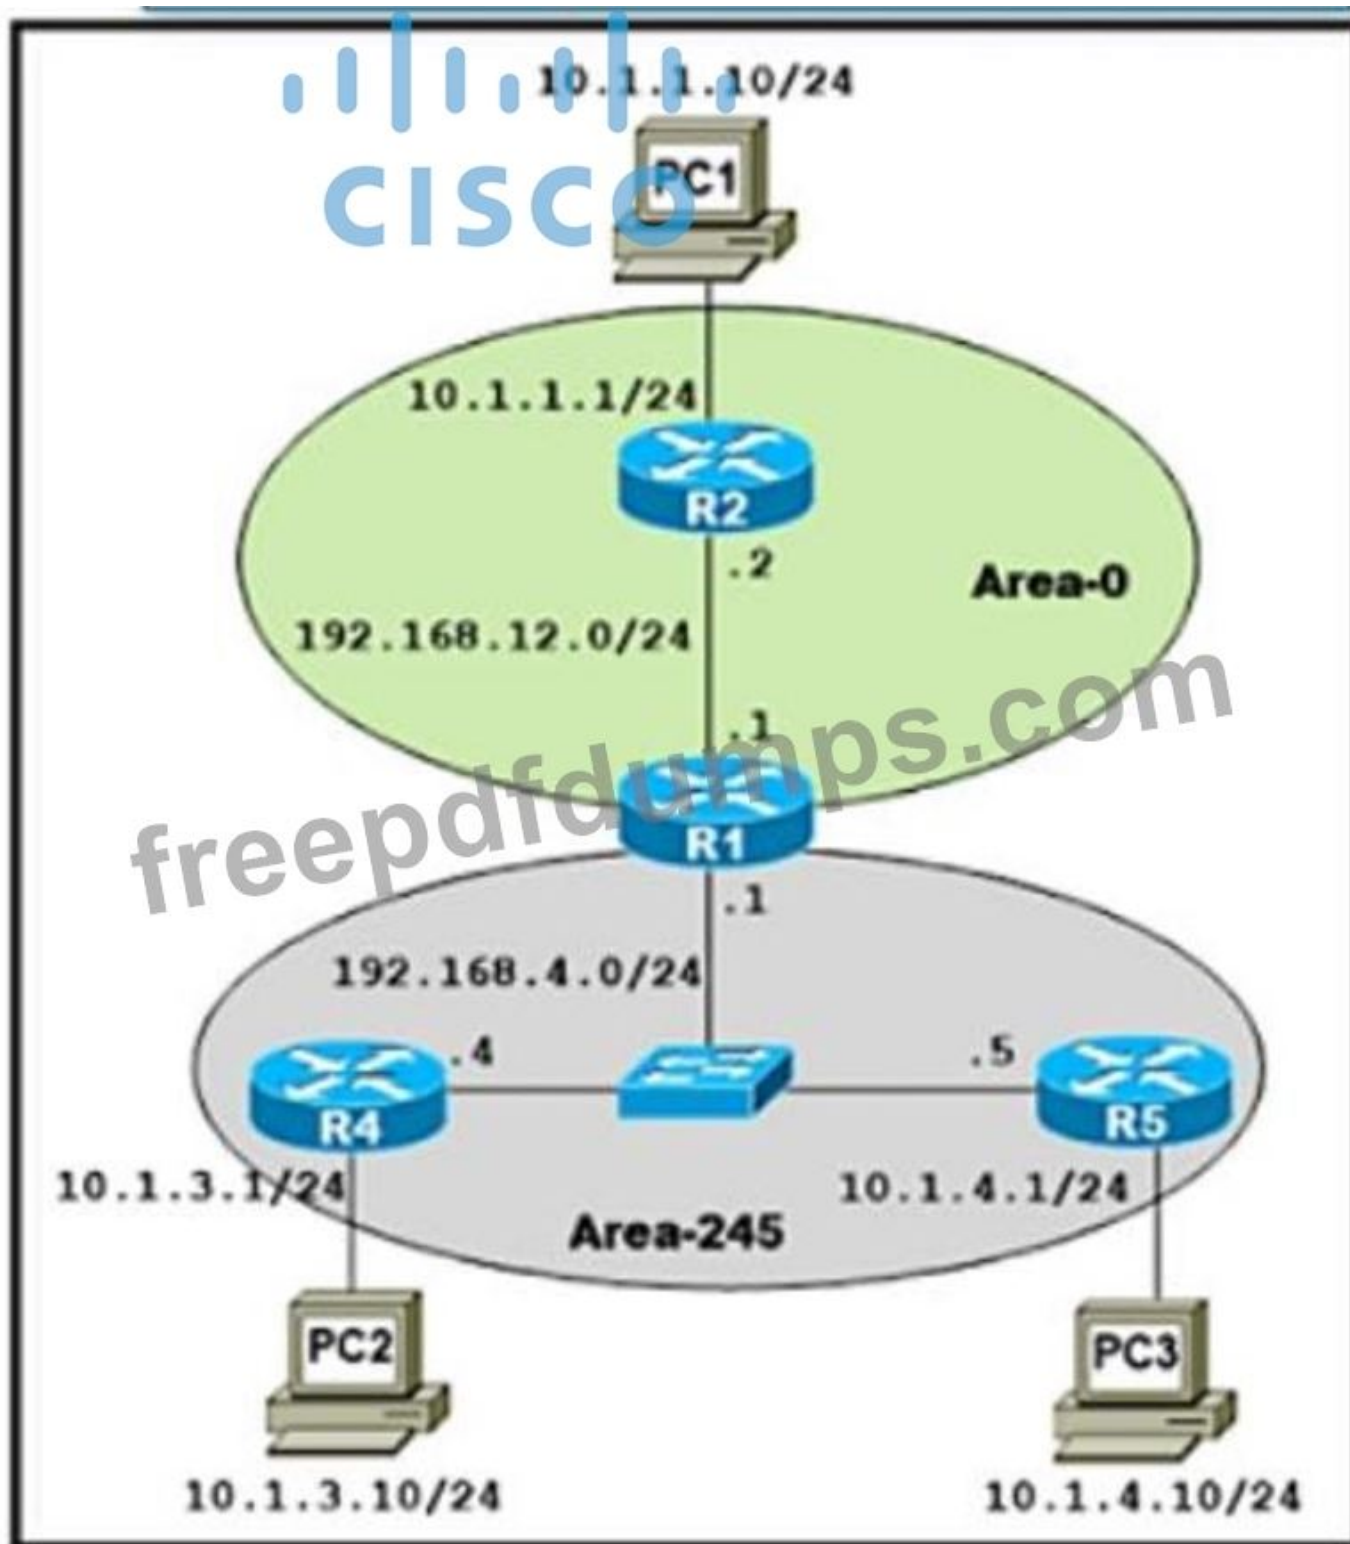 10.1.1.10/24
CISCO
PC1
10.1.1.1/24
R2
.2
Area-0
192.168.12.0/24
.1
freepdfdumps.com
R1
.1
192.168.4.0/24
.4
.5
R4
R5
10.1.3.1/24
10.1.4.1/24
Area-245
PC2
PC3
10.1.3.10/24
10.1.4.10/24